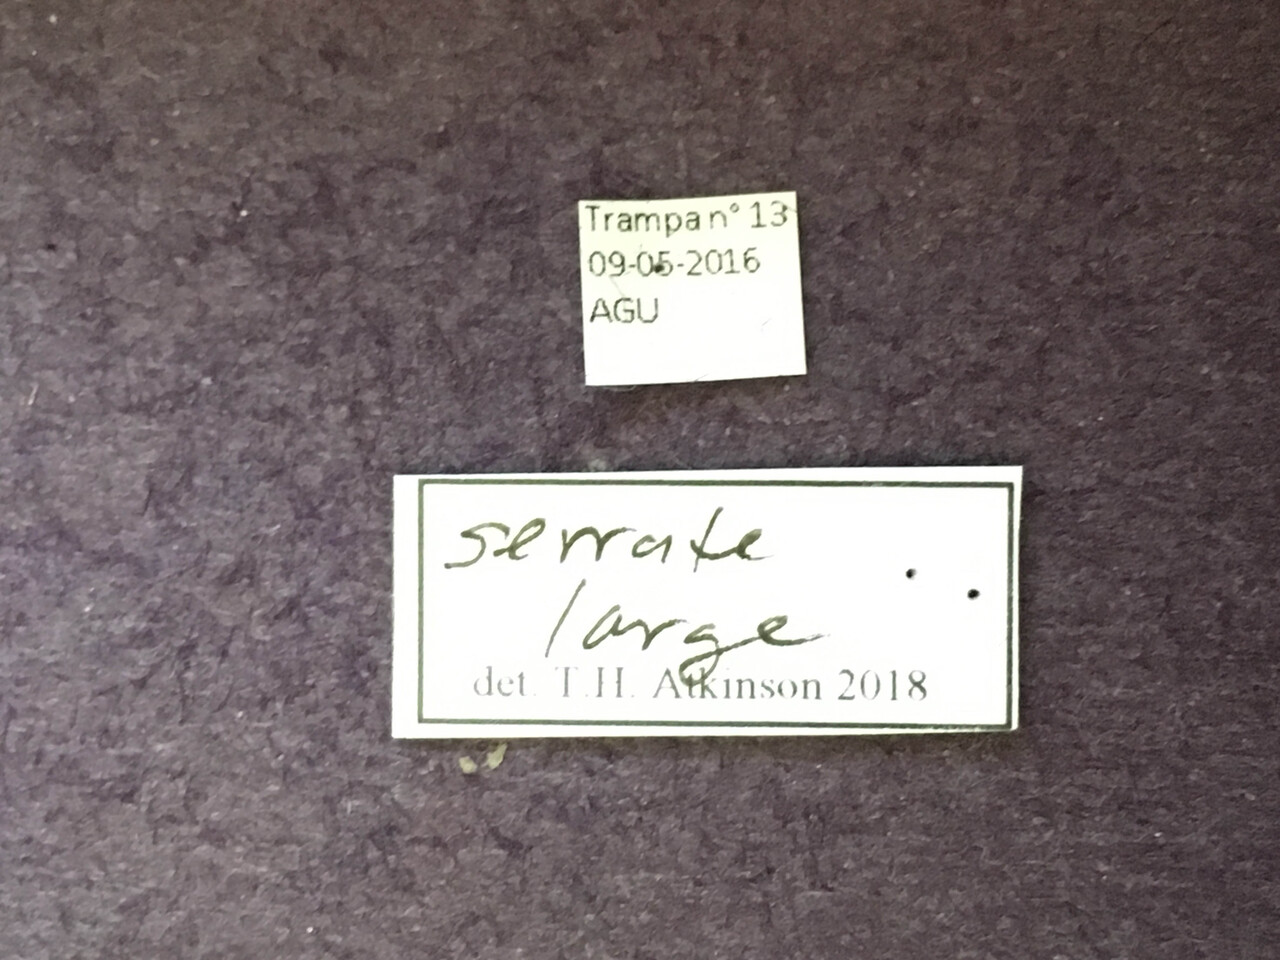 Trampa n° 13
09-05-2016
AGU
serrate
large
det. T.H. Atkinson 2018